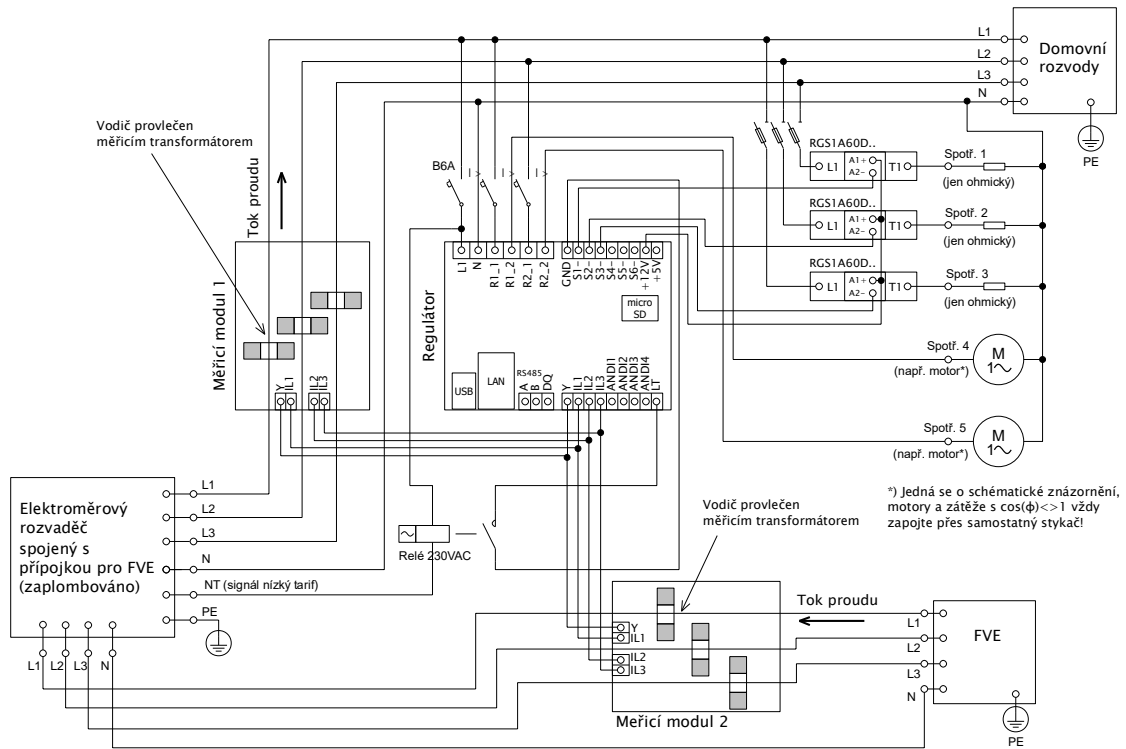 L1
L2
L3
N
Domovní
rozvody
PE
Vodič provlečen
měřicím transformátorem
Tok proudu
B6A
I >
I >
I >
RGS1A60D..
L1
A1+
A2-
T1
Spotř. 1
(jen ohmický)
RGS1A60D..
L1
A1+
A2-
T1
Spotř. 2
(jen ohmický)
RGS1A60D..
L1
A1+
A2-
T1
Spotř. 3
(jen ohmický)
Měřicí modul 1
Y
IL1
IL2
IL3
Regulátor
L1
N
R1_1
R1_2
R2_1
R2_2
GND
S1-
S2-
S3-
S4-
S5-
S6-
+12V
+5V
micro
SD
USB
LAN
RS485
A
B
DQ
Y
IL1
IL2
IL3
ANDI1
ANDI2
ANDI3
ANDI4
LT
Spotř. 4
(např. motor*)
M
1~
Spotř. 5
(např. motor*)
M
1~
*) Jedná se o schématické znázornění,
motory a zátěže s cos(ϕ)<>1 vždy
zapojte přes samostatný stykač!
Elektroměrový
rozvaděč
spojený s
přípojkou pro FVE
(zaplombováno)
L1
L2
L3
N
NT (signál nízký tarif)
PE
L1
L2
L3
N
Relé 230VAC
Vodič provlečen
měřicím transformátorem
Y
IL1
IL2
IL3
Meřicí modul 2
Tok proudu
L1
L2
L3
N
FVE
PE